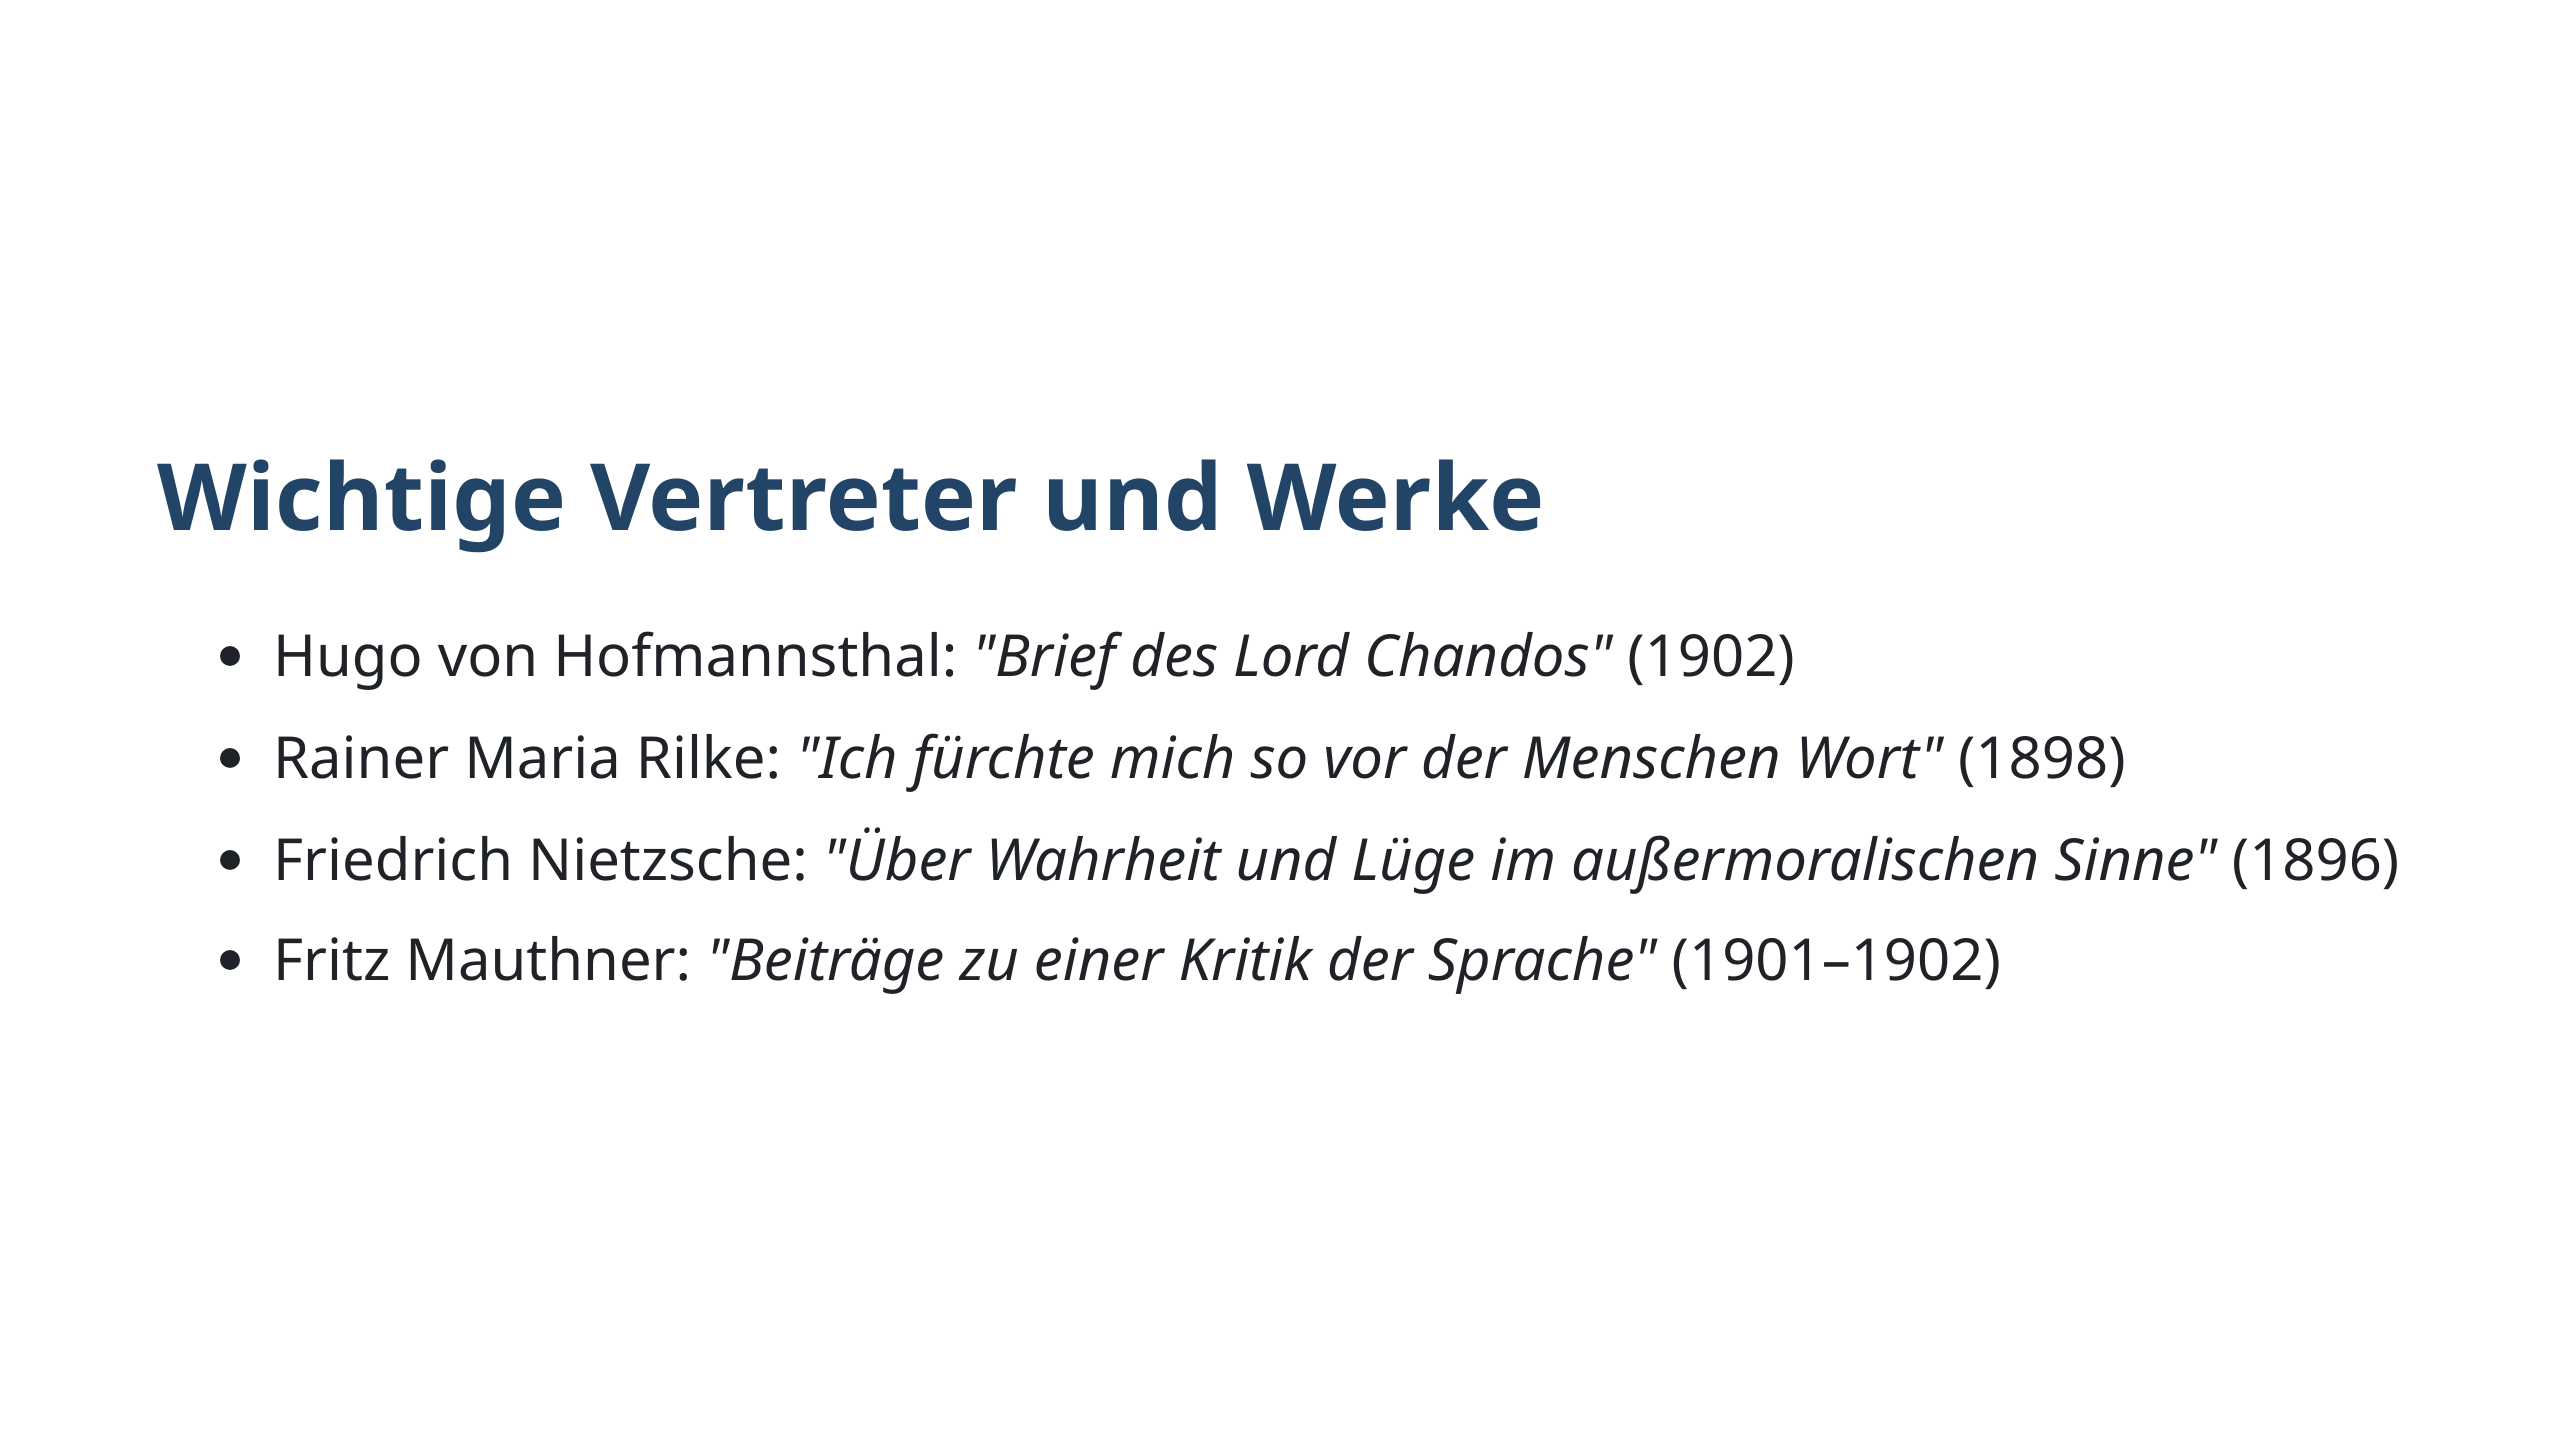 Wichtige Vertreter und Werke
• Hugo von Hofmannsthal: "Brief des Lord Chandos" (1902)
• Rainer Maria Rilke: "Ich fürchte mich so vor der Menschen Wort" (1898)
• Friedrich Nietzsche: "Über Wahrheit und Lüge im außermoralischen Sinne" (1896)
• Fritz Mauthner: "Beiträge zu einer Kritik der Sprache" (1901–1902)